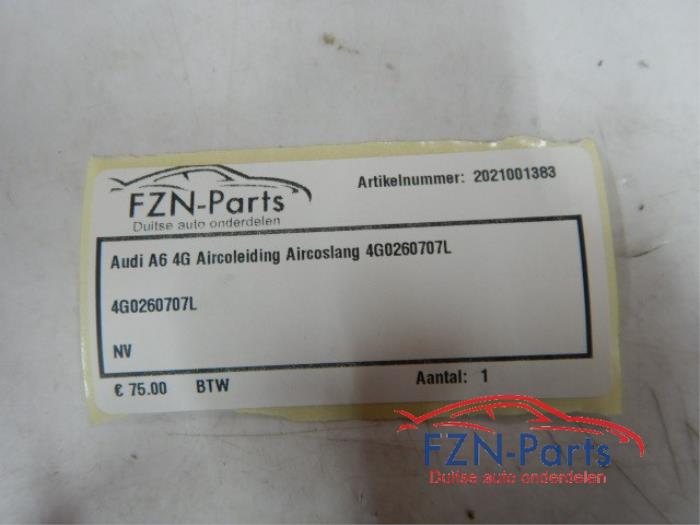 FZN-Parts
Duitse auto onderdelen
Artikelnummer: 2021001383
Audi A6 4G Aircoleiding Aircoslang 4G0260707L
4G0260707L
NV
€ 75.00 BTW Aantal: 1
FZN-Parts
Duitse auto onderdelen